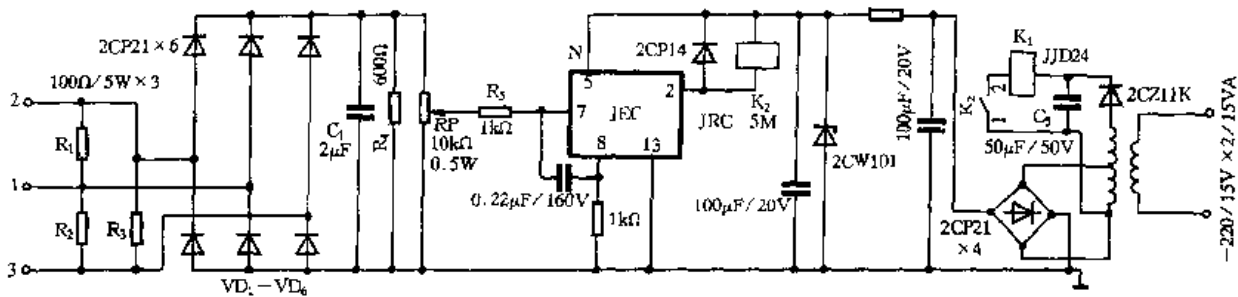 2CP21×6
100Ω/5W×3
2
R₁
1
R₂
R₃
3
VD₁－VD₆
C₁
2μF
600Ω
R₄
RP
10kΩ
0.5W
R₅
1kΩ
N
5
7
JEC
2
8
13
0.22μF/160V
1kΩ
2CP14
K₂
JRC
5M
100μF/20V
2CW101
100μF/20V
K₁
JJD24
K₂
2
1
C₃
50μF/50V
2CZ11K
2CP21
×4
~220/15V×2/15VA